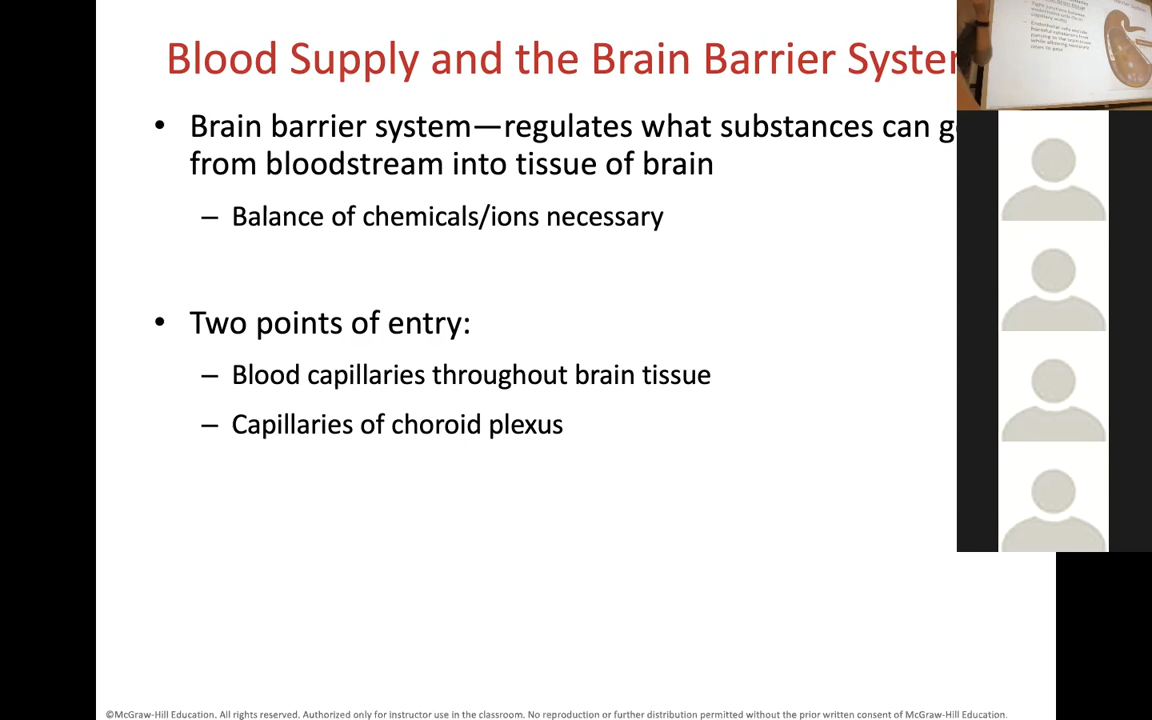 Blood Supply and the Brain Barrier System
• Brain barrier system—regulates what substances can g
from bloodstream into tissue of brain
– Balance of chemicals/ions necessary
• Two points of entry:
– Blood capillaries throughout brain tissue
– Capillaries of choroid plexus
©McGraw-Hill Education. All rights reserved. Authorized only for instructor use in the classroom. No reproduction or further distribution permitted without the prior written consent of McGraw-Hill Education.